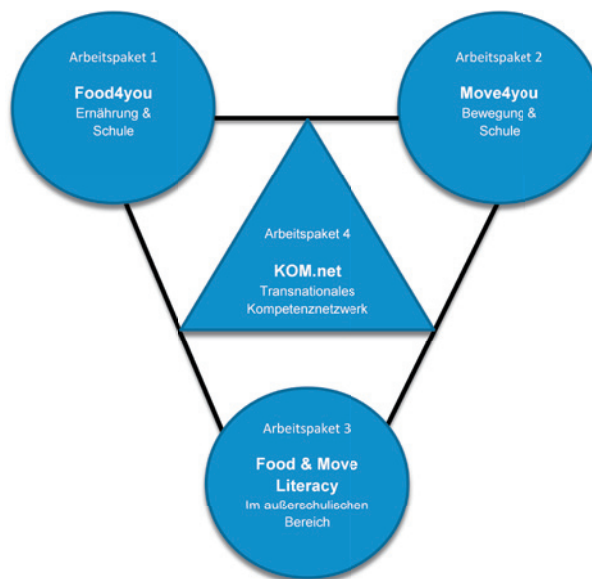 Arbeitspaket 1
Food4you
Ernährung &
Schule
Arbeitspaket 2
Move4you
Bewegung &
Schule
Arbeitspaket 4
KOM.net
Transnationales
Kompetenznetzwerk
Arbeitspaket 3
Food & Move
Literacy
Im außerschulischen
Bereich